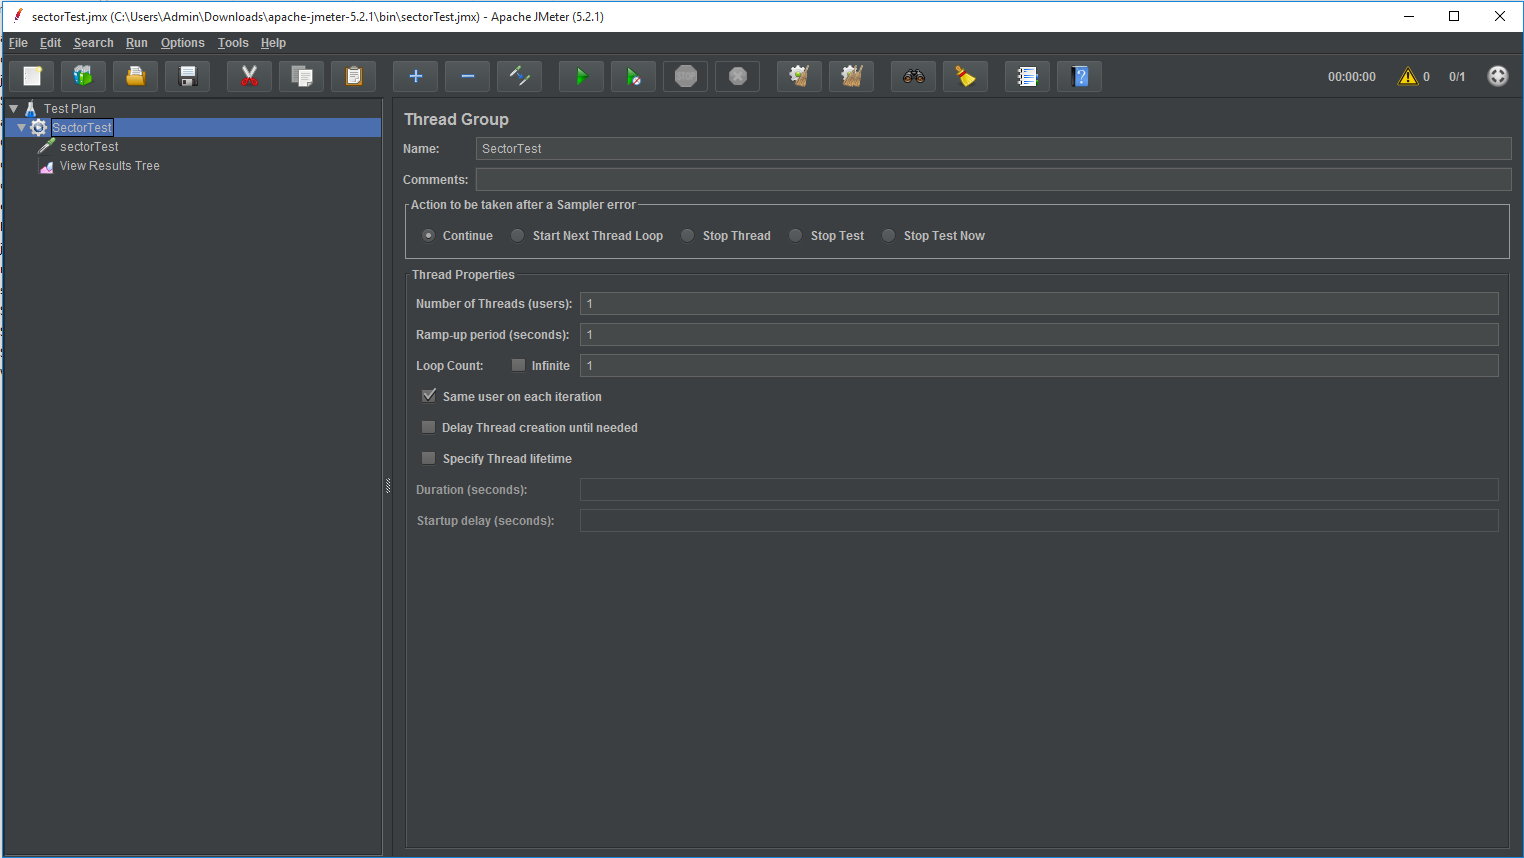 sectorTest.jmx (C:\Users\Admin\Downloads\apache-jmeter-5.2.1\bin\sectorTest.jmx) - Apache JMeter (5.2.1)
File Edit Search Run Options Tools Help
STOP 00:00:00 0 0/1
Test Plan
SectorTest
sectorTest
View Results Tree
Thread Group
Name: SectorTest
Comments:
Action to be taken after a Sampler error
Continue Start Next Thread Loop Stop Thread Stop Test Stop Test Now
Thread Properties
Number of Threads (users): 1
Ramp-up period (seconds): 1
Loop Count: Infinite 1
Same user on each iteration
Delay Thread creation until needed
Specify Thread lifetime
Duration (seconds):
Startup delay (seconds):